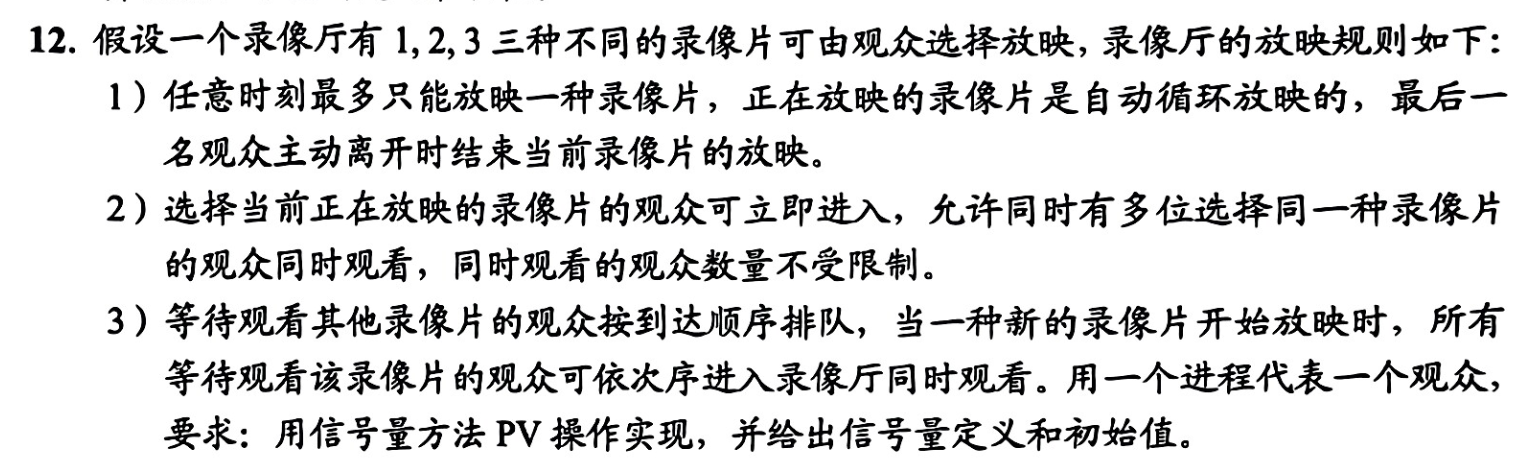 12. 假设一个录像厅有 1, 2, 3 三种不同的录像片可由观众选择放映，录像厅的放映规则如下：
1）任意时刻最多只能放映一种录像片，正在放映的录像片是自动循环放映的，最后一
名观众主动离开时结束当前录像片的放映。
2）选择当前正在放映的录像片的观众可立即进入，允许同时有多位选择同一种录像片
的观众同时观看，同时观看的观众数量不受限制。
3）等待观看其他录像片的观众按到达顺序排队，当一种新的录像片开始放映时，所有
等待观看该录像片的观众可依次序进入录像厅同时观看。用一个进程代表一个观众，
要求：用信号量方法 PV 操作实现，并给出信号量定义和初始值。